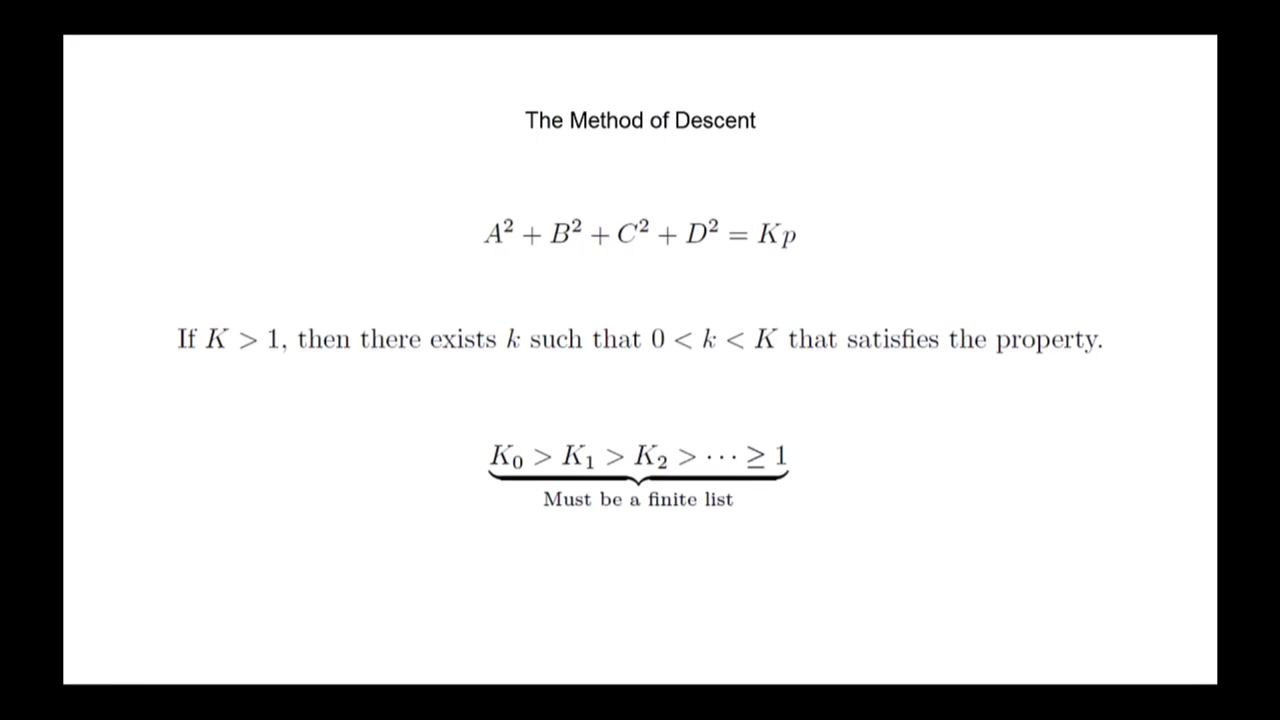 The Method of Descent
A² + B² + C² + D² = Kp
If K > 1, then there exists k such that 0 < k < K that satisfies the property.
K₀ > K₁ > K₂ > ⋯ ≥ 1
Must be a finite list